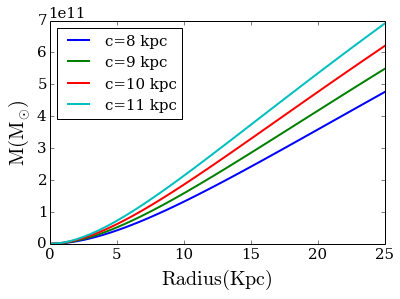 1e11
7
6
5
4
3
2
1
0
M(M⊙)
c=8 kpc
c=9 kpc
c=10 kpc
c=11 kpc
0 5 10 15 20 25
Radius(Kpc)